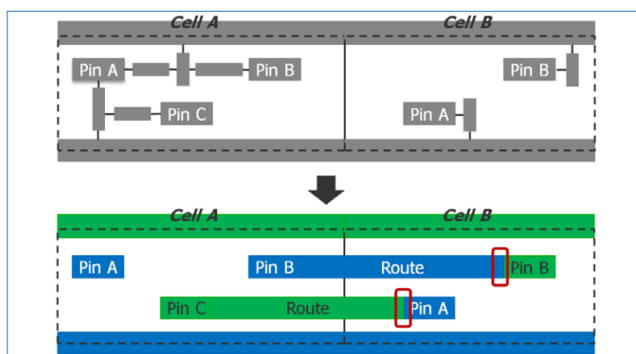 Cell A Cell B
Pin A Pin B Pin B
Pin C Pin A
Cell A Cell B
Pin A Pin B Route Pin B
Pin C Route Pin A